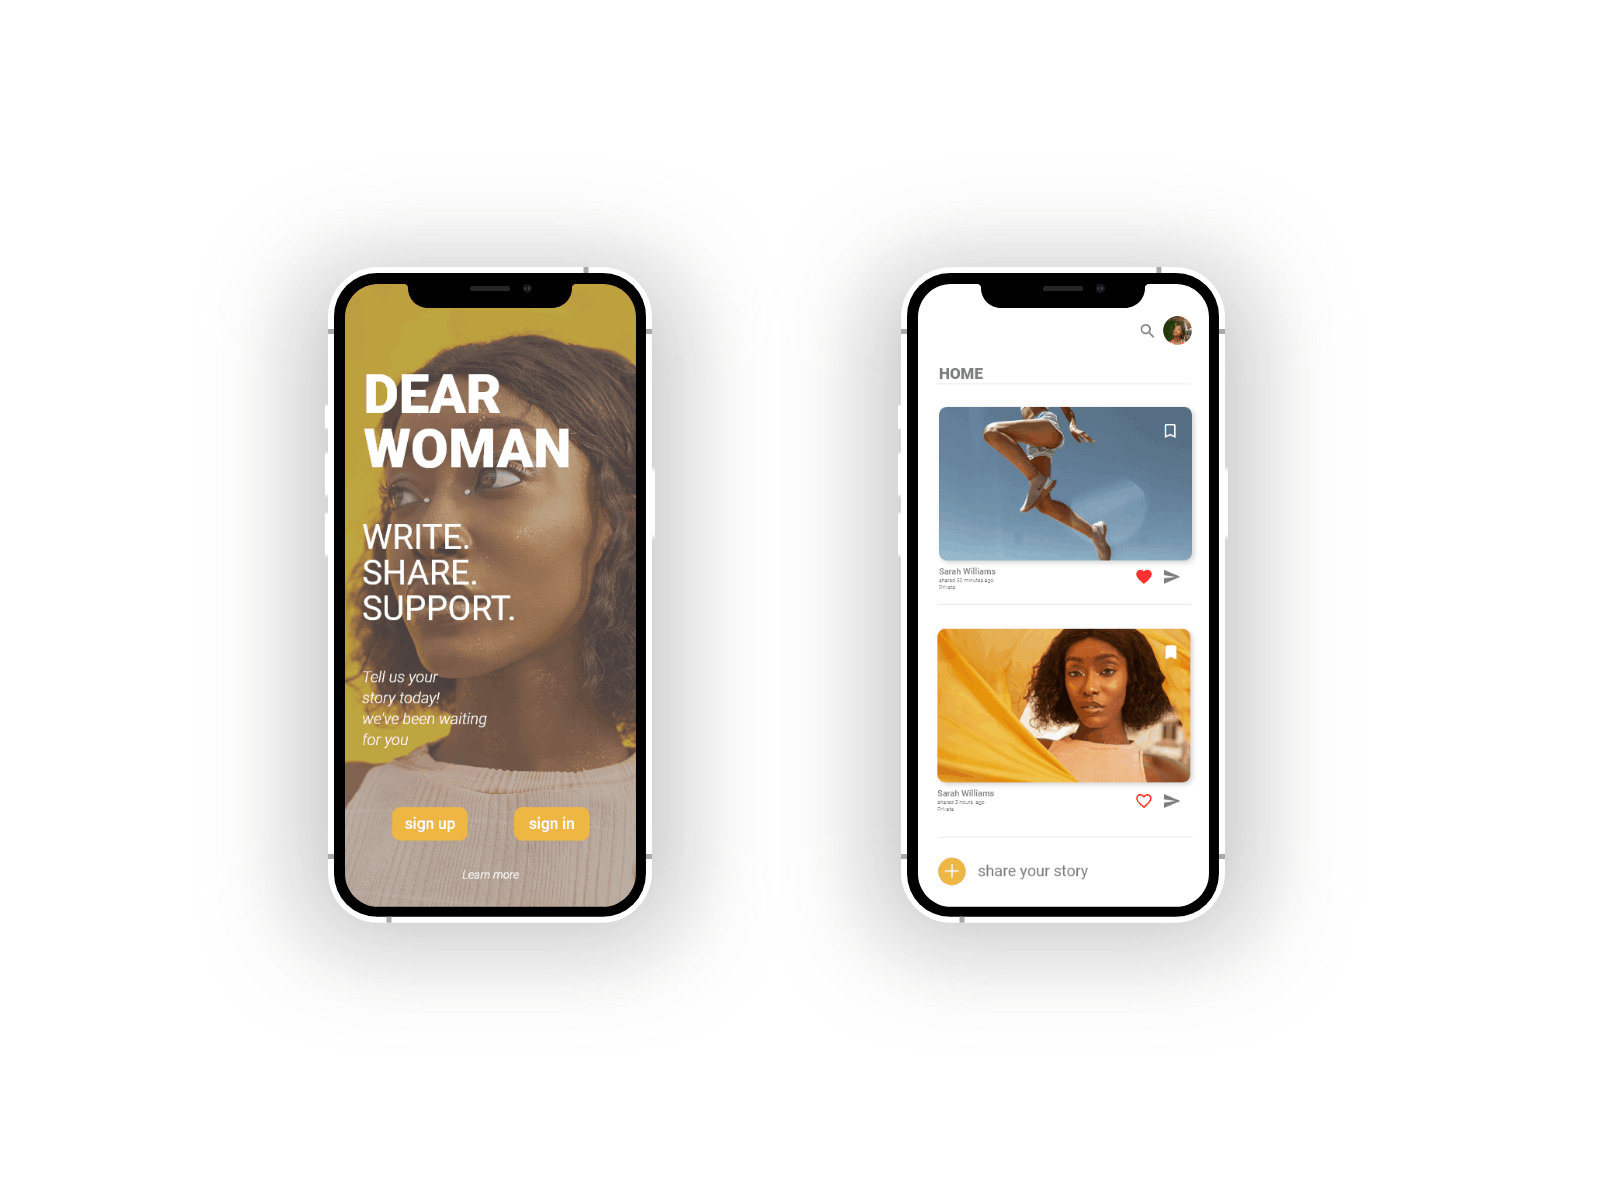 DEAR
WOMAN
WRITE.
SHARE.
SUPPORT.
Tell us your
story today!
we've been waiting
for you
sign up
sign in
Learn more
HOME
Sarah Williams
shared 30 minutes ago
Private
Sarah Williams
shared 3 hours ago
Private
share your story